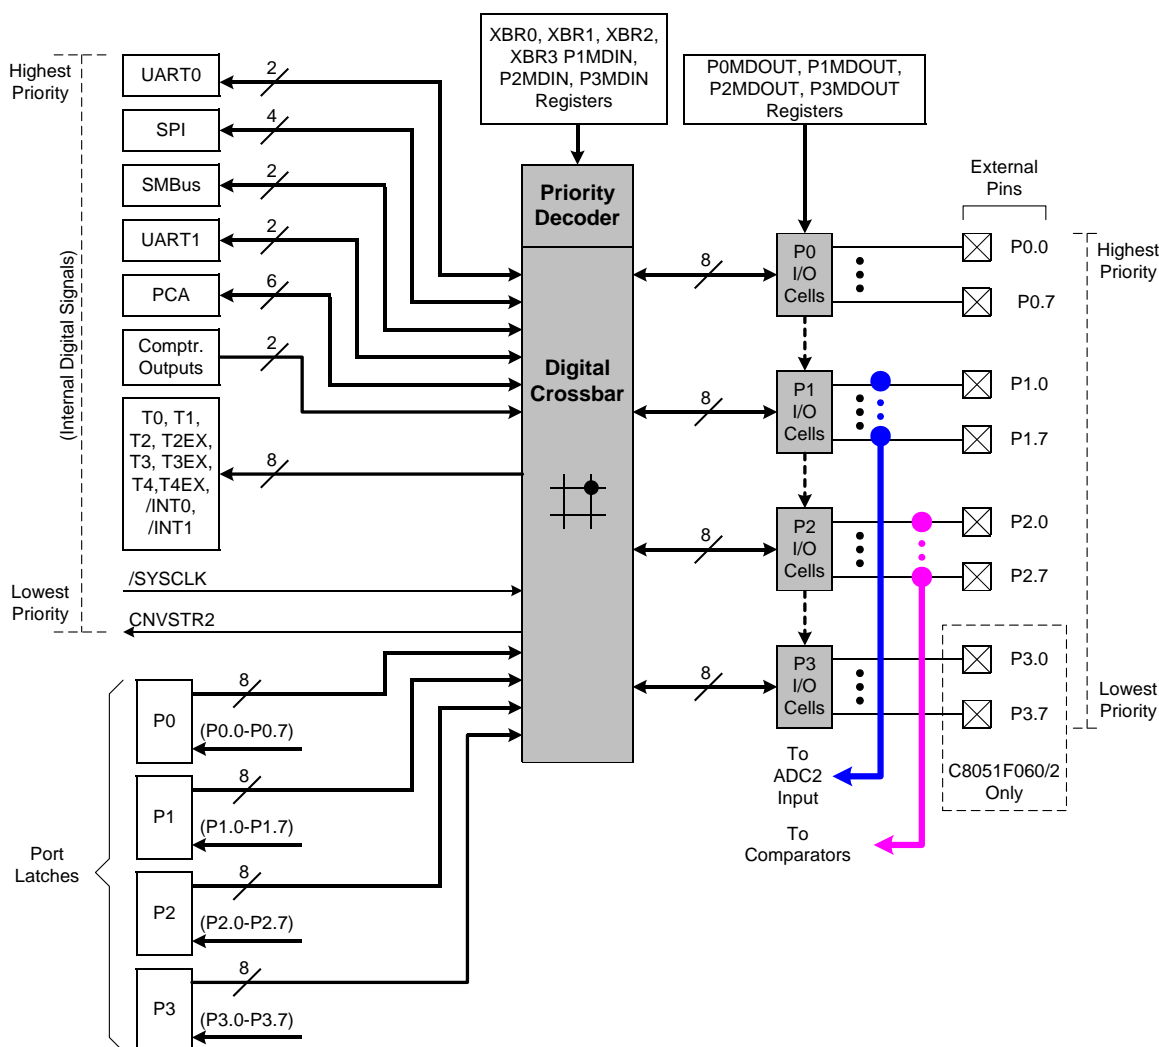 XBR0, XBR1, XBR2,
XBR3 P1MDIN,
P2MDIN, P3MDIN
Registers
P0MDOUT, P1MDOUT,
P2MDOUT, P3MDOUT
Registers
Highest
Priority
UART0
2
SPI
4
SMBus
2
UART1
2
PCA
6
Comptr.
Outputs
2
T0, T1,
T2, T2EX,
T3, T3EX,
T4,T4EX,
/INT0,
/INT1
8
(Internal Digital Signals)
Lowest
Priority
/SYSCLK
CNVSTR2
Priority
Decoder
Digital
Crossbar
External
Pins
Highest
Priority
8
P0
I/O
Cells
P0.0
P0.7
8
P1
I/O
Cells
P1.0
P1.7
8
P2
I/O
Cells
P2.0
P2.7
8
P3
I/O
Cells
P3.0
P3.7
Lowest
Priority
C8051F060/2
Only
To
ADC2
Input
To
Comparators
Port
Latches
P0
8
(P0.0-P0.7)
P1
8
(P1.0-P1.7)
P2
8
(P2.0-P2.7)
P3
8
(P3.0-P3.7)